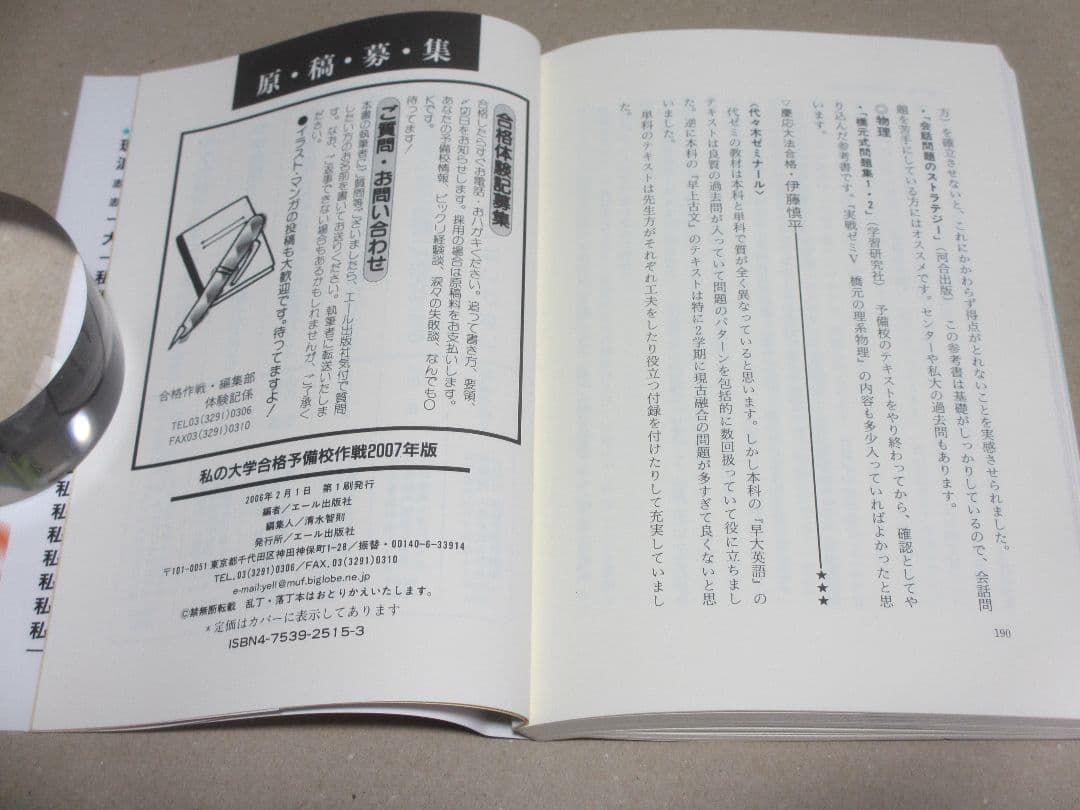 方）を確立させないと、これにかかわらず得点がとれないことを実感させられました。
・「会話問題のストラテジー」（河合出版）　この参考書は基礎がしっかりしているので、会話問
題を苦手にしている方にはオススメです。センターや私大の過去問もあります。
◎物理
・「橋元式問題集1・2」（学習研究社）　予備校のテキストをやり終わってから、確認としてや
り込んだ参考書です。『実戦ゼミV　橋元の理系物理』の内容も多少入っていればよかったと思
います。
▽慶応大法合格・伊藤慎平 ★★★
〈代々木ゼミナール〉
代ゼミの教材は本科と単科で質が全く異なっていると思います。しかし本科の『早大英語』の
テキストは良質の過去問が入っていて問題のパターンを包括的に数回扱っていて役に立ちまし
た。逆に本科の『早上古文』のテキストは特に2学期に現古融合の問題が多すぎて良くないと思
いました。
単科のテキストは先生方がそれぞれ工夫をしたり役立つ付録を付けたりして充実していまし
た。
190
原・稿・募・集
合格体験記募集
合格したらすぐお電話・おハガキください。追って書き方、要領、
〆切日をお知らせします。採用の場合は原稿料をお支払いします。
あなたの予備校情報、ビックリ経験談、涙々の失敗談、なんでも〇
Kです。
待ってます！
ご質問・お問い合わせ
本書の執筆者にご質問等ございましたら、エール出版社気付で質問
したい方のお名前を書いてお送りください。執筆者に転送いたしま
す。なお、ご返事できない場合もあるかもしれませんが、ご了承く
ださい。
●イラスト・マンガの投稿も大歓迎です。待ってますよ！
合格作戦・編集部
体験記係
TEL03(3291)0306
FAX03(3291)0310
私の大学合格予備校作戦2007年版
2006年2月1日　第1刷発行
編者／エール出版社
編集人／清水智則
発行所／エール出版社
〒101-0051 東京都千代田区神田神保町1-28／振替・00140-6-33914
TEL.03(3291)0306／FAX.03(3291)0310
e-mail:yell@muf.biglobe.ne.jp
©禁無断転載　乱丁・落丁本はおとりかえいたします。
*定価はカバーに表示してあります
ISBN4-7539-2515-3
大
私
私
私
私
私
私
私